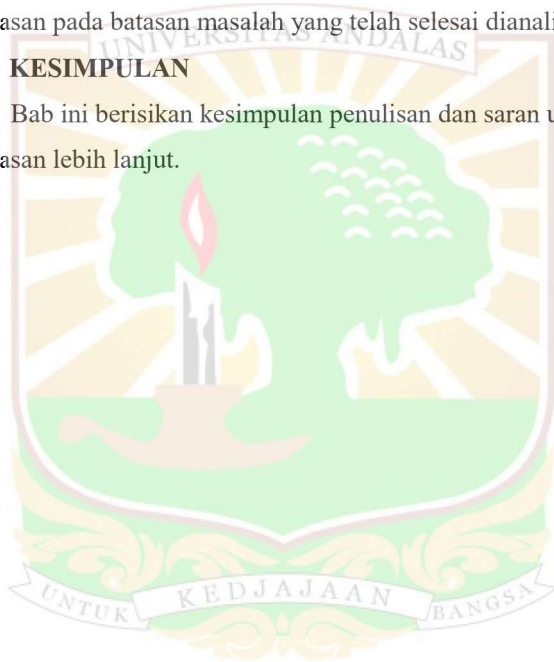 asan pada batasan masalah yang telah selesai dianali
UNIVERSITAS ANDALAS
KESIMPULAN
Bab ini berisikan kesimpulan penulisan dan saran u
asan lebih lanjut.
UNTUK KEDJAJAAN BANGSA